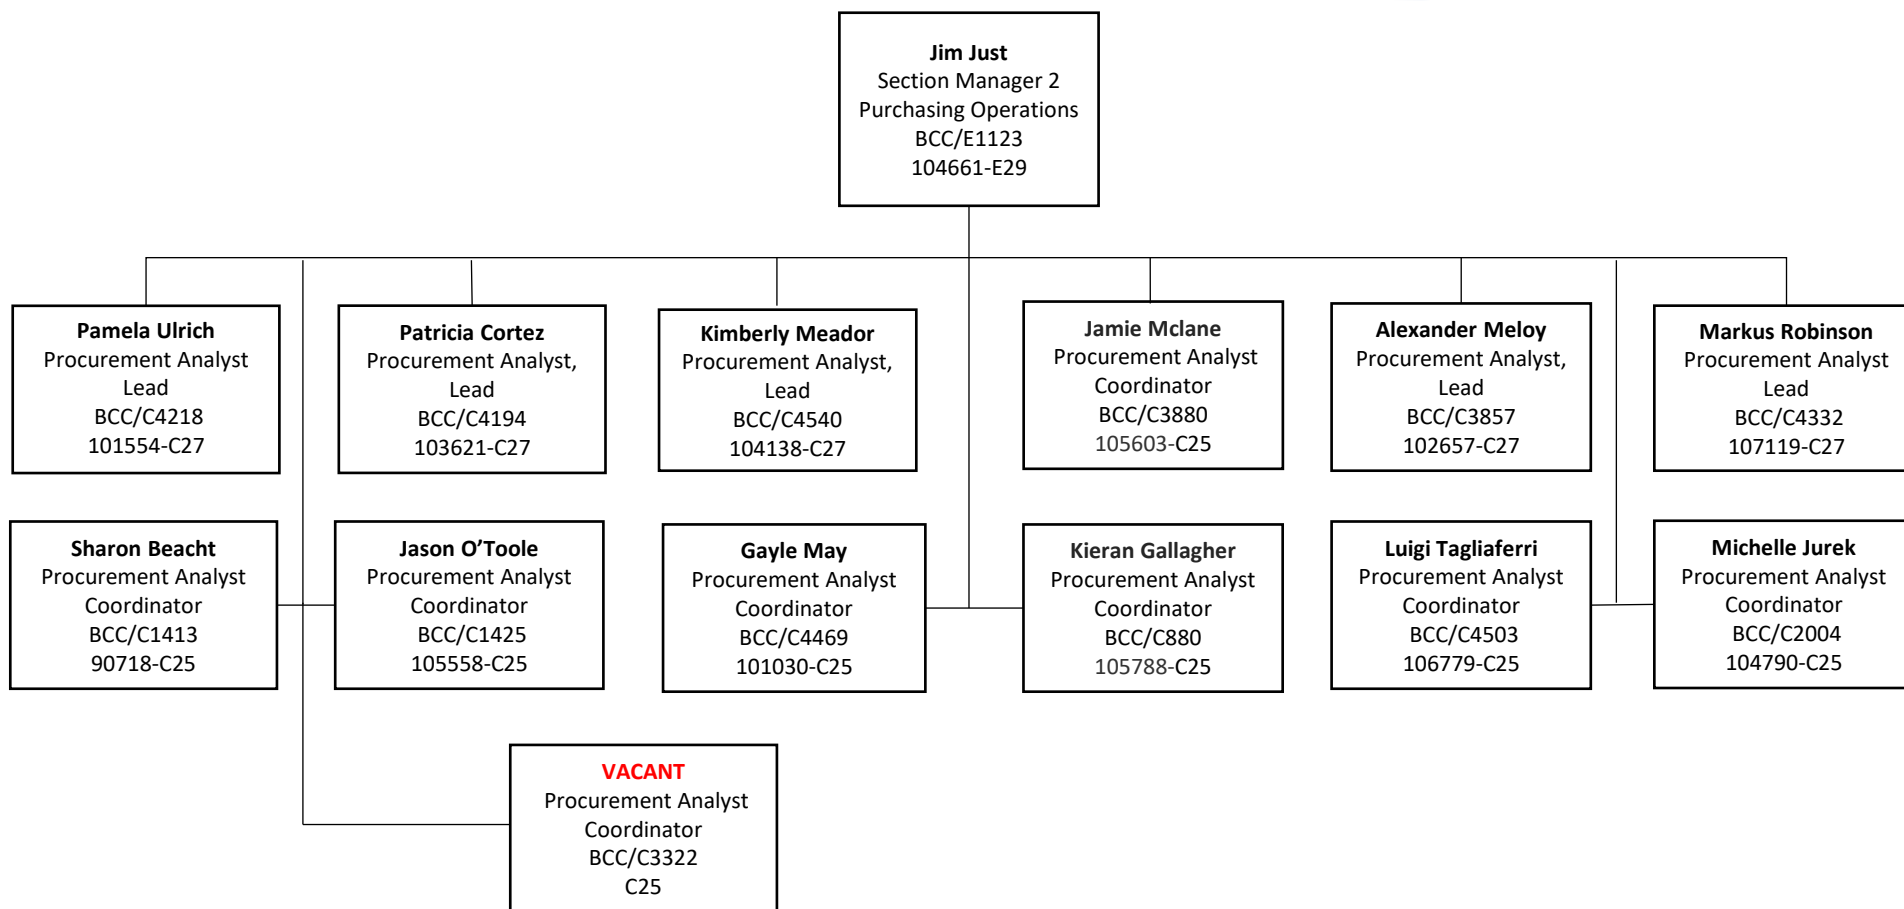 Jim Just
Section Manager 2
Purchasing Operations
BCC/E1123
104661-E29
Pamela Ulrich
Procurement Analyst
Lead
BCC/C4218
101554-C27
Patricia Cortez
Procurement Analyst,
Lead
BCC/C4194
103621-C27
Kimberly Meador
Procurement Analyst,
Lead
BCC/C4540
104138-C27
Jamie Mclane
Procurement Analyst
Coordinator
BCC/C3880
105603-C25
Alexander Meloy
Procurement Analyst,
Lead
BCC/C3857
102657-C27
Markus Robinson
Procurement Analyst
Lead
BCC/C4332
107119-C27
Sharon Beacht
Procurement Analyst
Coordinator
BCC/C1413
90718-C25
Jason O’Toole
Procurement Analyst
Coordinator
BCC/C1425
105558-C25
Gayle May
Procurement Analyst
Coordinator
BCC/C4469
101030-C25
Kieran Gallagher
Procurement Analyst
Coordinator
BCC/C880
105788-C25
Luigi Tagliaferri
Procurement Analyst
Coordinator
BCC/C4503
106779-C25
Michelle Jurek
Procurement Analyst
Coordinator
BCC/C2004
104790-C25
VACANT
Procurement Analyst
Coordinator
BCC/C3322
C25